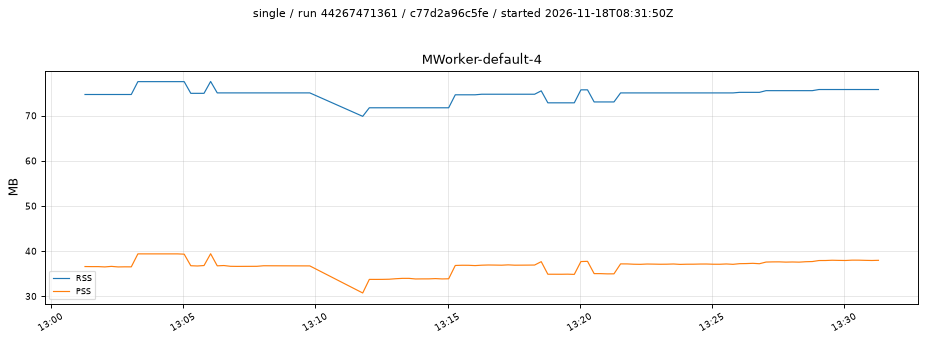 single / run 44267471361 / c77d2a96c5fe / started 2026-11-18T08:31:50Z
MWorker-default-4
MB
70
60
50
40
30
RSS
PSS
13:00
13:05
13:10
13:15
13:20
13:25
13:30